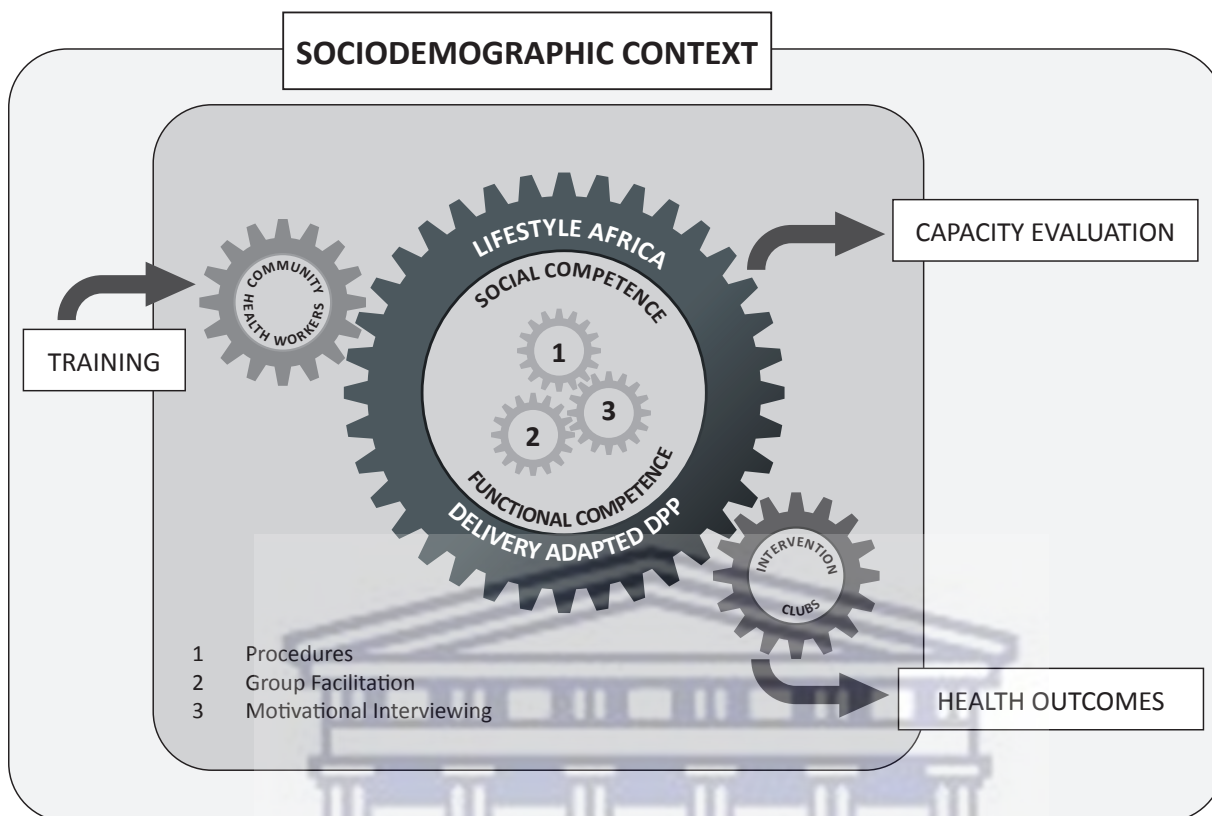 SOCIODEMOGRAPHIC CONTEXT
LIFESTYLE AFRICA
SOCIAL COMPETENCE
CAPACITY EVALUATION
COMMUNITY
HEALTH WORKERS
TRAINING
1
3
2
FUNCTIONAL COMPETENCE
DELIVERY ADAPTED DPP
INTERVENTION
CLUBS
1 Procedures
2 Group Facilitation
3 Motivational Interviewing
HEALTH OUTCOMES